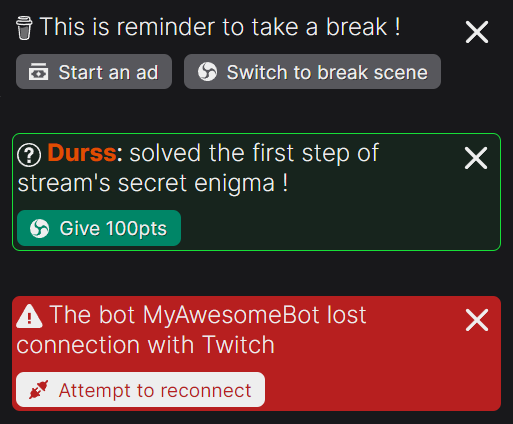 This is reminder to take a break !
Start an ad
Switch to break scene
Durss: solved the first step of
stream's secret enigma !
Give 100pts
The bot MyAwesomeBot lost
connection with Twitch
Attempt to reconnect